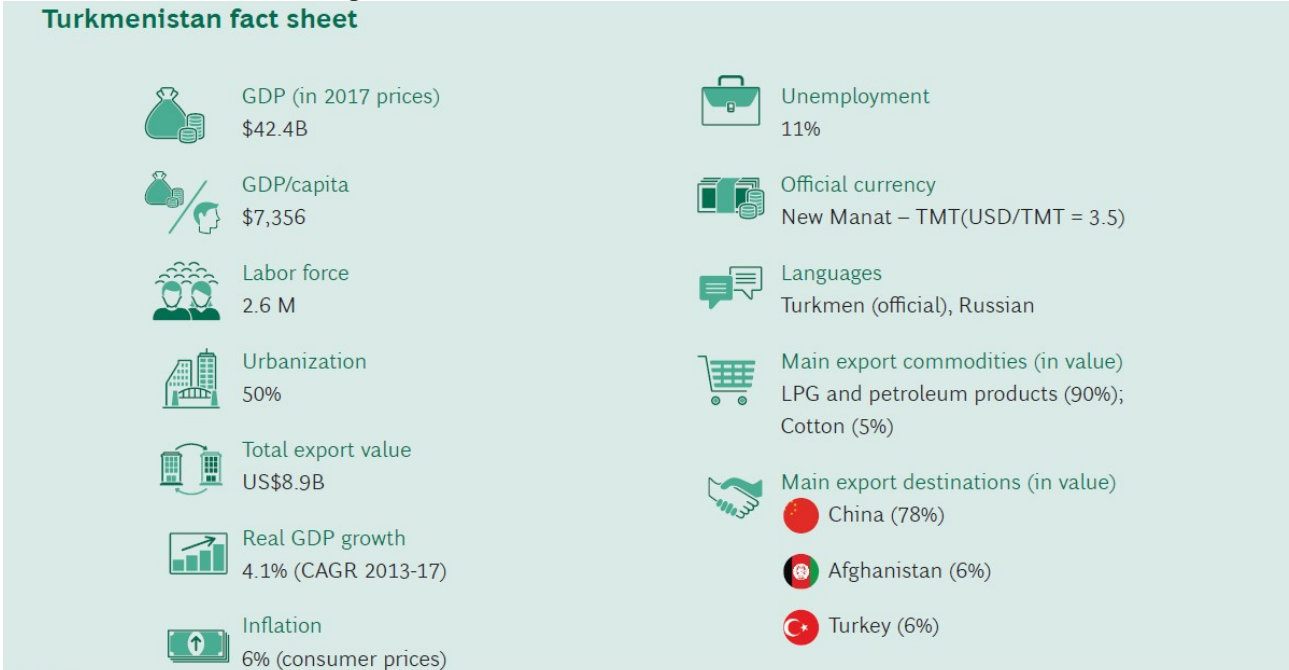 Turkmenistan fact sheet
GDP (in 2017 prices)
$42.4B
GDP/capita
$7,356
Labor force
2.6 M
Urbanization
50%
Total export value
US$8.9B
Real GDP growth
4.1% (CAGR 2013-17)
Inflation
6% (consumer prices)
Unemployment
11%
Official currency
New Manat – TMT(USD/TMT = 3.5)
Languages
Turkmen (official), Russian
Main export commodities (in value)
LPG and petroleum products (90%);
Cotton (5%)
Main export destinations (in value)
China (78%)
Afghanistan (6%)
Turkey (6%)